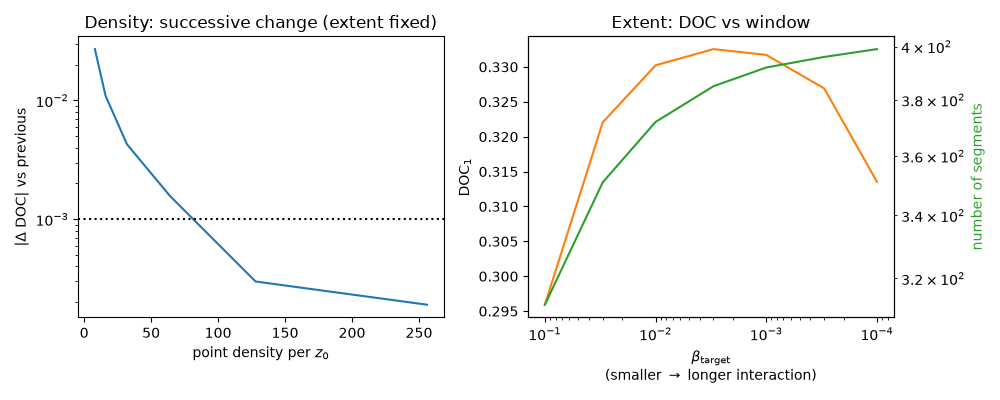 Density: successive change (extent fixed)
|Δ DOC| vs previous
10⁻²
10⁻³
0
50
100
150
200
250
point density per z₀
Extent: DOC vs window
DOC₁
0.330
0.325
0.320
0.315
0.310
0.305
0.300
0.295
10⁻¹
10⁻²
10⁻³
10⁻⁴
β_target
(smaller → longer interaction)
4 × 10²
3.8 × 10²
3.6 × 10²
3.4 × 10²
3.2 × 10²
number of segments